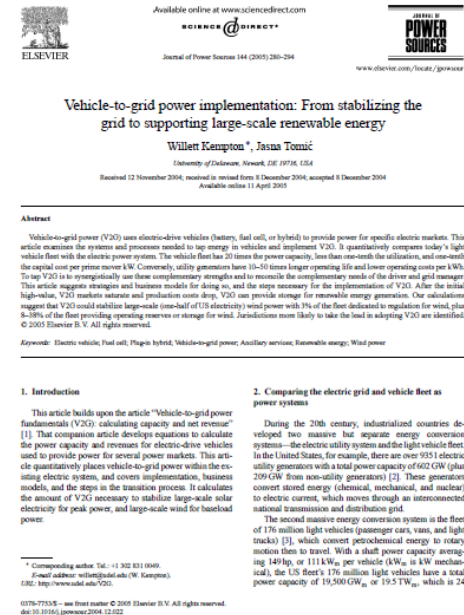 Available online at www.sciencedirect.com
SCIENCE DIRECT®
ELSEVIER
JOURNAL OF
POWER
SOURCES
Journal of Power Sources 144 (2005) 280–294
www.elsevier.com/locate/jpowsour
Vehicle-to-grid power implementation: From stabilizing the
grid to supporting large-scale renewable energy
Willett Kempton*, Jasna Tomić
University of Delaware, Newark, DE 19716, USA
Received 12 November 2004; received in revised form 8 December 2004; accepted 8 December 2004
Available online 11 April 2005
Abstract
Vehicle-to-grid power (V2G) uses electric-drive vehicles (battery, fuel cell, or hybrid) to provide power for specific electric markets. This
article examines the systems and processes needed to tap energy in vehicles and implement V2G. It quantitatively compares today's light
vehicle fleet with the electric power system. The vehicle fleet has 20 times the power capacity, less than one-tenth the utilization, and one-tenth
the capital cost per prime mover kW. Conversely, utility generators have 10–50 times longer operating life and lower operating costs per kWh.
To tap V2G is to synergistically use these complementary strengths and to reconcile the complementary needs of the driver and grid manager.
This article suggests strategies and business models for doing so, and the steps necessary for the implementation of V2G. After the initial
high-value, V2G markets saturate and production costs drop, V2G can provide storage for renewable energy generation. Our calculations
suggest that V2G could stabilize large-scale (one-half of US electricity) wind power with 3% of the fleet dedicated to regulation for wind, plus
8–38% of the fleet providing operating reserves or storage for wind. Jurisdictions more likely to take the lead in adopting V2G are identified.
© 2005 Elsevier B.V. All rights reserved.
Keywords: Electric vehicle; Fuel cell; Plug-in hybrid; Vehicle-to-grid power; Ancillary services; Renewable energy; Wind power
1. Introduction
This article builds upon the article "Vehicle-to-grid power
fundamentals (V2G): calculating capacity and net revenue"
[1]. That companion article develops equations to calculate
the power capacity and revenues for electric-drive vehicles
used to provide power for several power markets. This arti-
cle quantitatively places vehicle-to-grid power within the ex-
isting electric system, and covers implementation, business
models, and the steps in the transition process. It calculates
the amount of V2G necessary to stabilize large-scale solar
electricity for peak power, and large-scale wind for baseload
power.
* Corresponding author. Tel.: +1 302 831 0049.
E-mail address: willett@udel.edu (W. Kempton).
URL: www.udel.edu/V2G.
2. Comparing the electric grid and vehicle fleet as
power systems
During the 20th century, industrialized countries de-
veloped two massive but separate energy conversion
systems—the electric utility system and the light vehicle fleet.
In the United States, for example, there are over 9351 electric
utility generators with a total power capacity of 602 GW (plus
209 GW from non-utility generators) [2]. These generators
convert stored energy (chemical, mechanical, and nuclear)
to electric current, which moves through an interconnected
national transmission and distribution grid.
The second massive energy conversion system is the fleet
of 176 million light vehicles (passenger cars, vans, and light
trucks) [3], which convert petrochemical energy to rotary
motion then to travel. With a shaft power capacity averag-
ing 149 hp, or 111 kWm per vehicle (kWm is kW mechan-
ical), the US fleet's 176 million light vehicles have a total
power capacity of 19,500 GWm or 19.5 TWm, which is 24
0378-7753/$ – see front matter © 2005 Elsevier B.V. All rights reserved.
doi:10.1016/j.jpowsour.2004.12.022